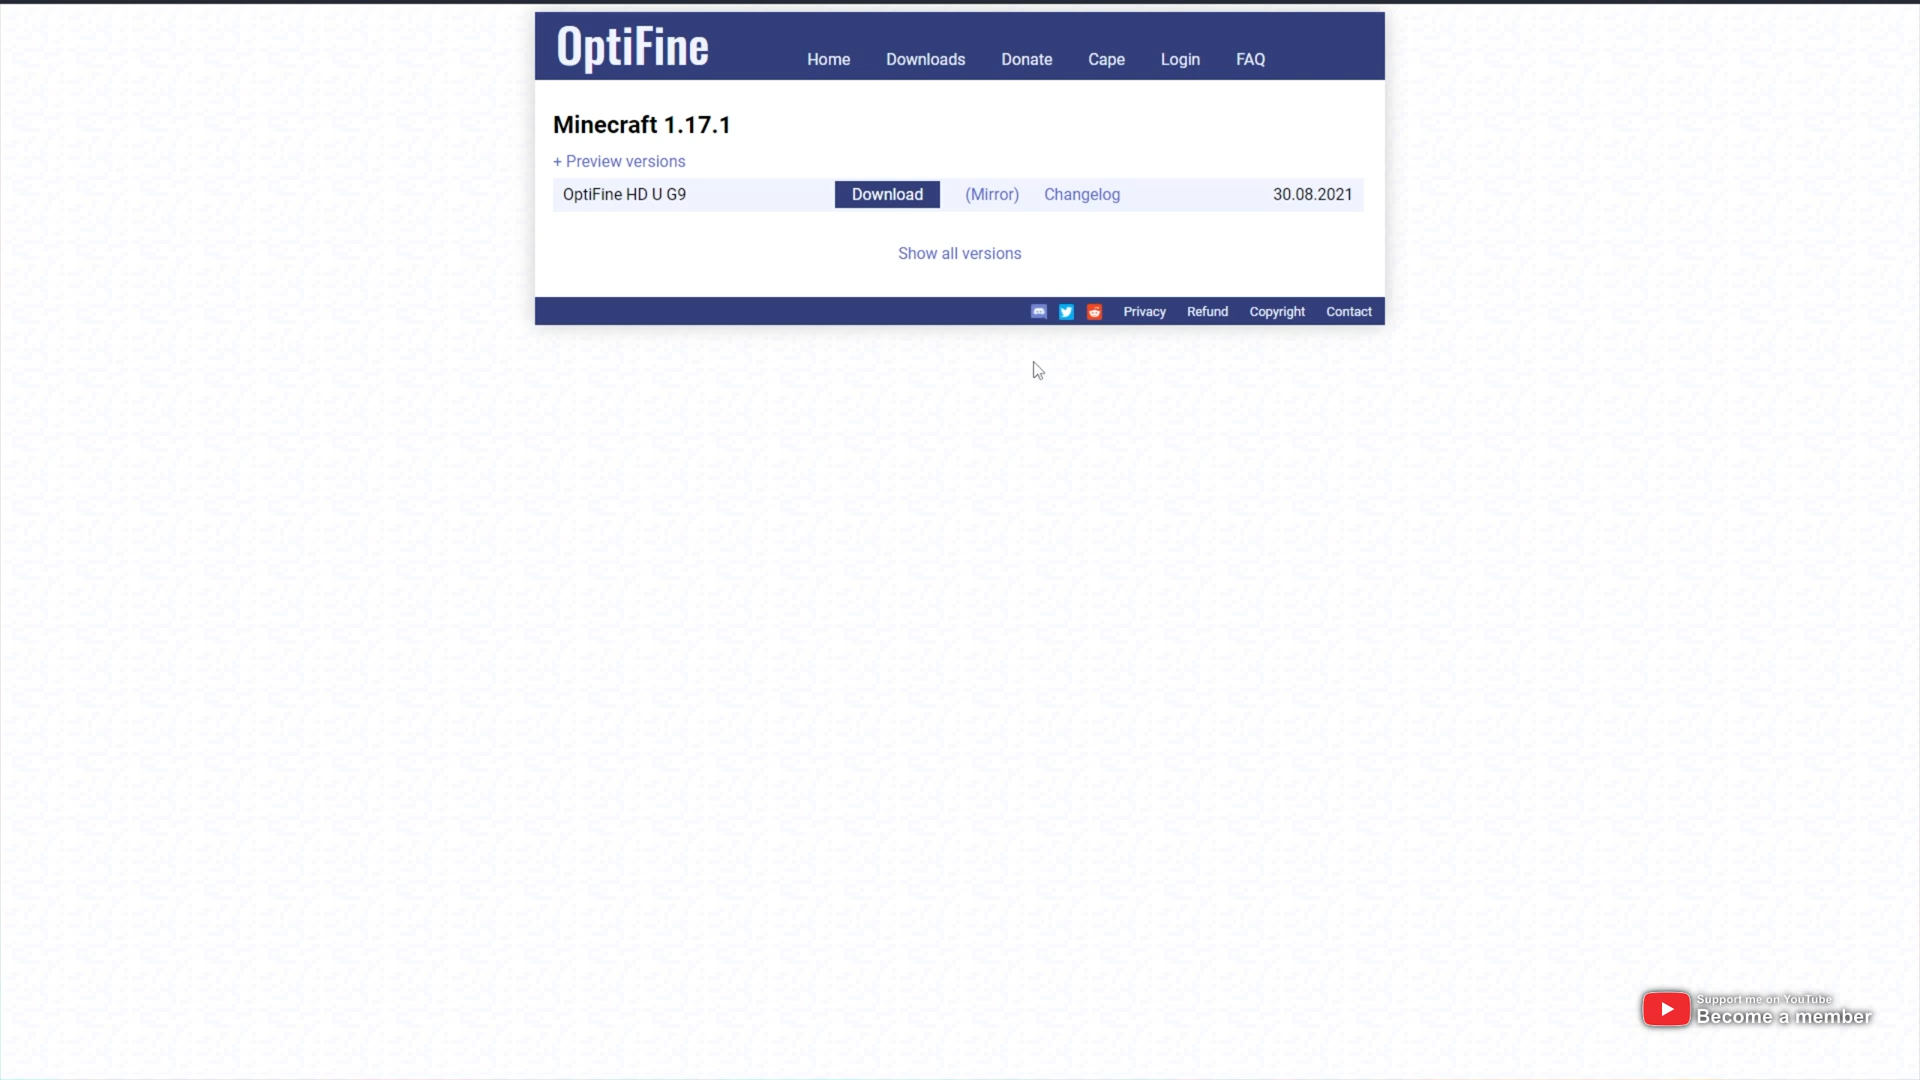 OptiFine
Home Downloads Donate Cape Login FAQ
Minecraft 1.17.1
+ Preview versions
OptiFine HD U G9 Download (Mirror) Changelog 30.08.2021
Show all versions
Privacy Refund Copyright Contact
Support me on YouTube
Become a member